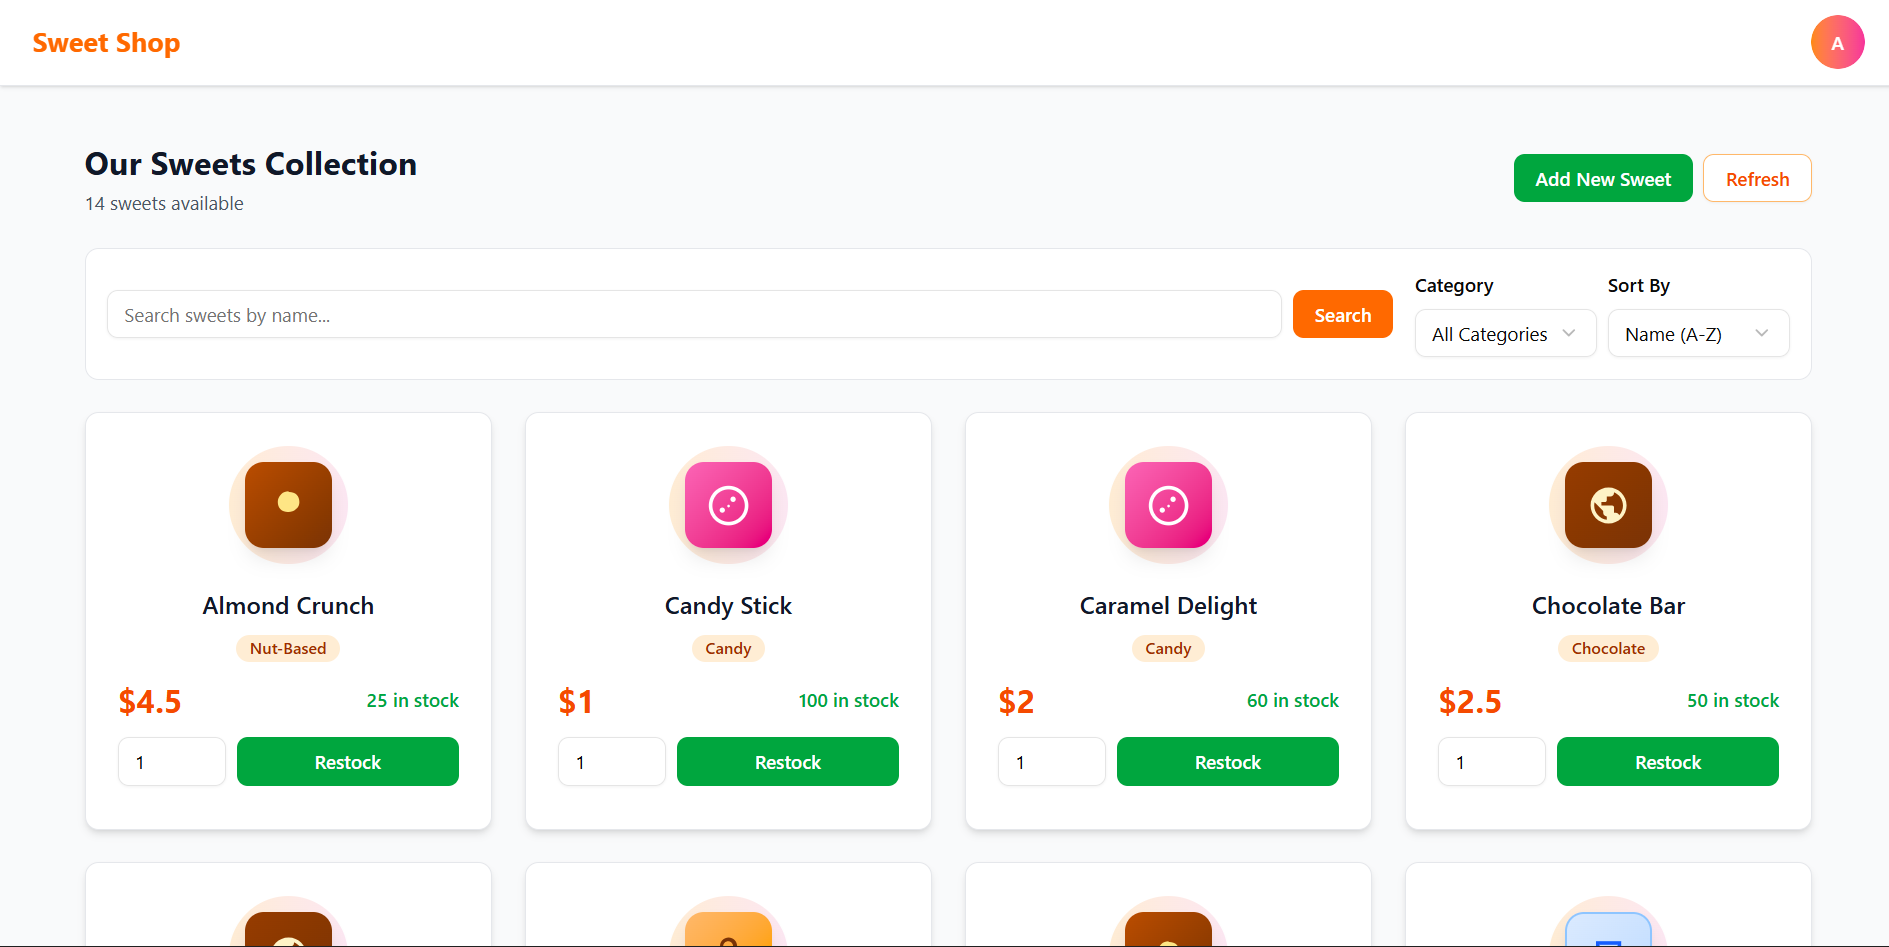 Sweet Shop
A
Our Sweets Collection
14 sweets available
Add New Sweet
Refresh
Search sweets by name...
Search
Category
All Categories
Sort By
Name (A-Z)
Almond Crunch
Nut-Based
$4.5
25 in stock
1
Restock
Candy Stick
Candy
$1
100 in stock
1
Restock
Caramel Delight
Candy
$2
60 in stock
1
Restock
Chocolate Bar
Chocolate
$2.5
50 in stock
1
Restock